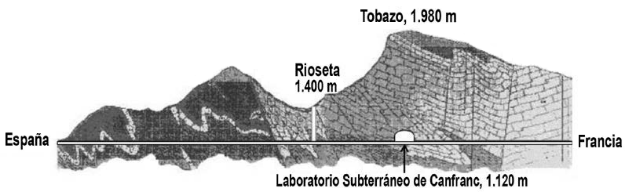 Tobazo, 1.980 m
Rioseta
1.400 m
España
Francia
Laboratorio Subterráneo de Canfranc, 1.120 m